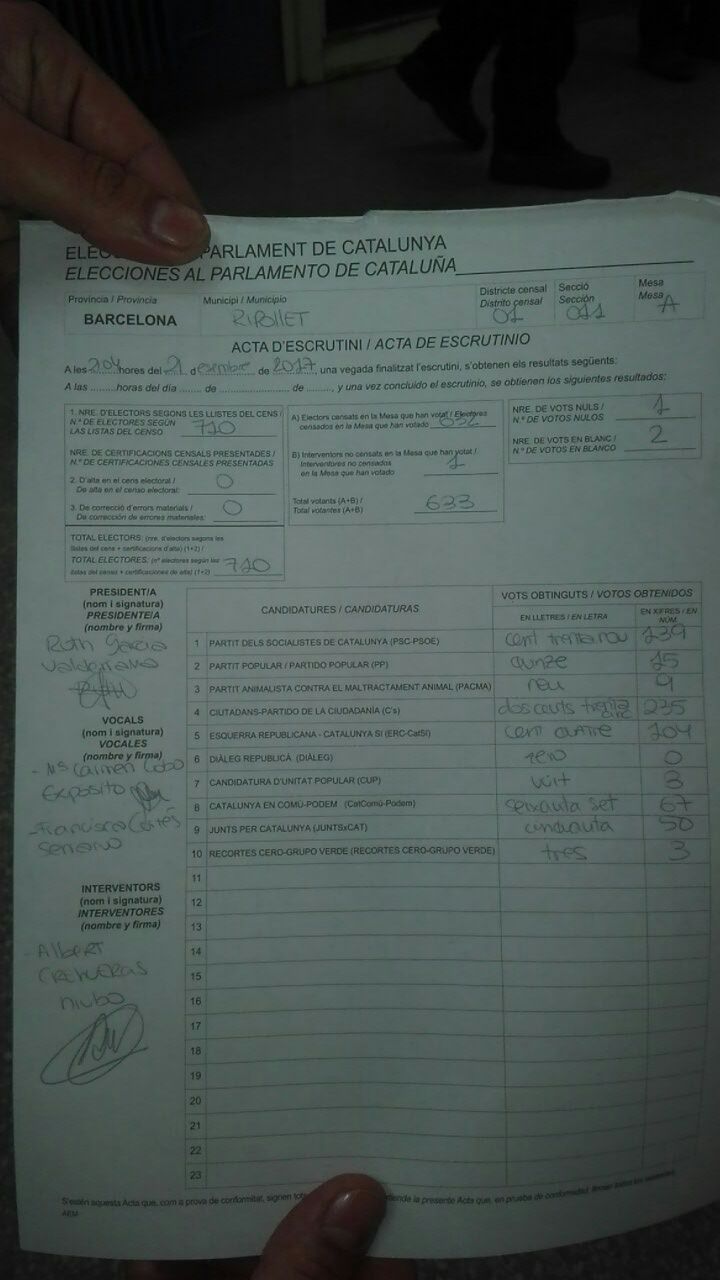 PARLAMENT DE CATALUNYA
ELECCIONES AL PARLAMENTO DE CATALUÑA
Província / Provincia
BARCELONA
Municipi / Municipio
RIPOLLET
Districte censal
Distrito censal
01
Secció
Sección
011
Mesa
Mesa
A
ACTA D'ESCRUTINI / ACTA DE ESCRUTINIO
A les hores del 21 desembre de 2017, una vegada finalitzat l'escrutini, s'obtenen els resultats següents:
A las .........horas del día ....... de ............................ de ........, y una vez concluido el escrutinio, se obtienen los siguientes resultados:
1. NRE. D'ELECTORS SEGONS LES LLISTES DEL CENS /
N.º DE ELECTORES SEGÚN
LAS LISTAS DEL CENSO 710
NRE. DE CERTIFICACIONS CENSALS PRESENTADES /
N.º DE CERTIFICACIONES CENSALES PRESENTADAS
2. D'alta en el cens electoral /
De alta en el censo electoral: 0
3. De correcció d'errors materials /
De corrección de errores materiales: 0
TOTAL ELECTORS: (nre. d'electors segons les
llistes del cens + certificacions d'alta) (1+2) /
TOTAL ELECTORES: (nº electores según las
listas del censo + certificaciones de alta) (1+2) 710
A) Electors censats en la Mesa que han votat / Electores
censados en la Mesa que han votado 632
B) Interventors no censats en la Mesa que han votat /
Interventores no censados
en la Mesa que han votado 1
Total votants (A+B) /
Total votantes (A+B) 633
NRE. DE VOTS NULS /
N.º DE VOTOS NULOS 1
NRE. DE VOTS EN BLANC /
N.º DE VOTOS EN BLANCO 2
PRESIDENT/A
(nom i signatura)
PRESIDENTE/A
(nombre y firma)
Ruth Garcia
Valderrama
VOCALS
(nom i signatura)
VOCALES
(nombre y firma)
- Mª Carmen Cobo
Exposito
- Francisca Cortés
Serrano
INTERVENTORS
(nom i signatura)
INTERVENTORES
(nombre y firma)
- Albert
niubo
CANDIDATURES / CANDIDATURAS
VOTS OBTINGUTS / VOTOS OBTENIDOS
EN LLETRES / EN LETRA
EN XIFRES / EN NÚM.
1 PARTIT DELS SOCIALISTES DE CATALUNYA (PSC-PSOE) cent trenta nou 139
2 PARTIT POPULAR / PARTIDO POPULAR (PP) quinze 15
3 PARTIT ANIMALISTA CONTRA EL MALTRACTAMENT ANIMAL (PACMA) nou 9
4 CIUTADANS-PARTIDO DE LA CIUDADANÍA (C's) doscents trenta cinc 235
5 ESQUERRA REPUBLICANA - CATALUNYA SÍ (ERC-CatSÍ) cent quatre 104
6 DIÀLEG REPUBLICÀ (DIÀLEG) zero 0
7 CANDIDATURA D'UNITAT POPULAR (CUP) vuit 8
8 CATALUNYA EN COMÚ-PODEM (CatComú-Podem) seixauta set 67
9 JUNTS PER CATALUNYA (JUNTSxCAT) cinquauta 50
10 RECORTES CERO-GRUPO VERDE (RECORTES CERO-GRUPO VERDE) tres 3
11
12
13
14
15
16
17
18
19
20
21
22
23
S'estén aquesta Acta que, com a prova de conformitat, signen tots la presente Acta que, en prueba de conformidad, firman todos los
AEM